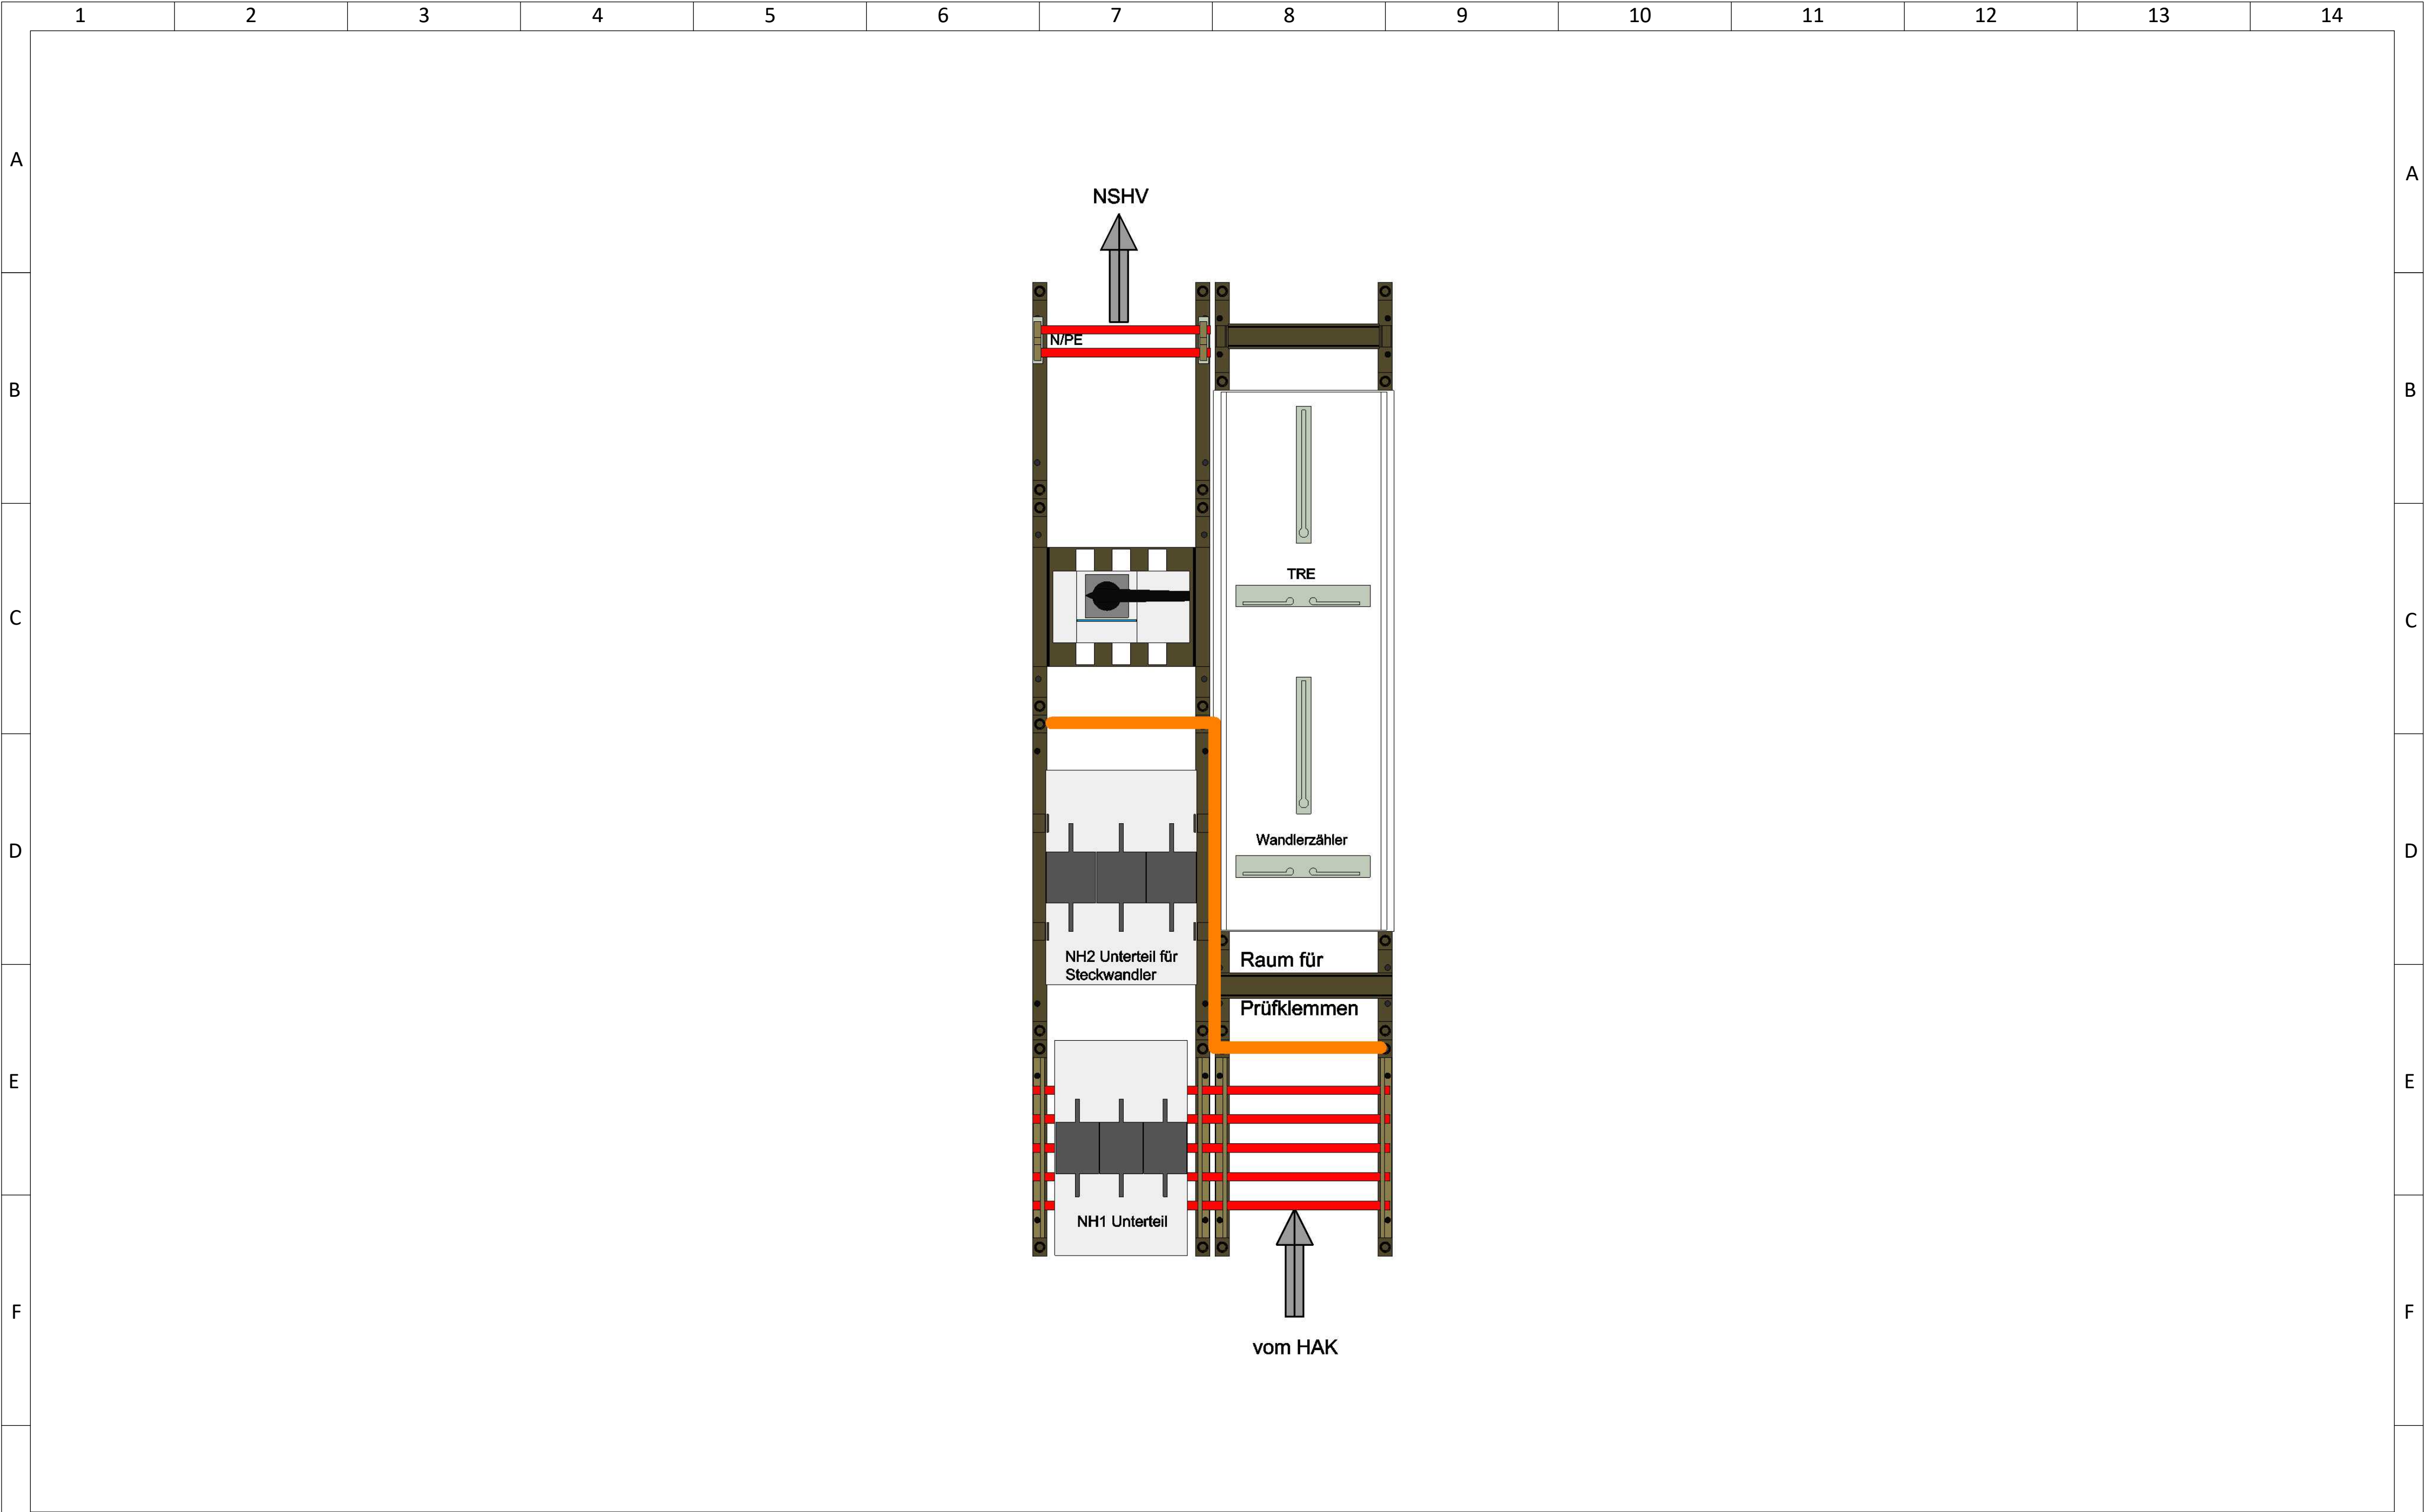 1 2 3 4 5 6 7 8 9 10 11 12 13 14
A A
NSHV
N/PE
B B
TRE
C C
Wandlerzähler
D D
NH2 Unterteil für
Steckwandler
Raum für
Prüfklemmen
E E
NH1 Unterteil
F F
vom HAK